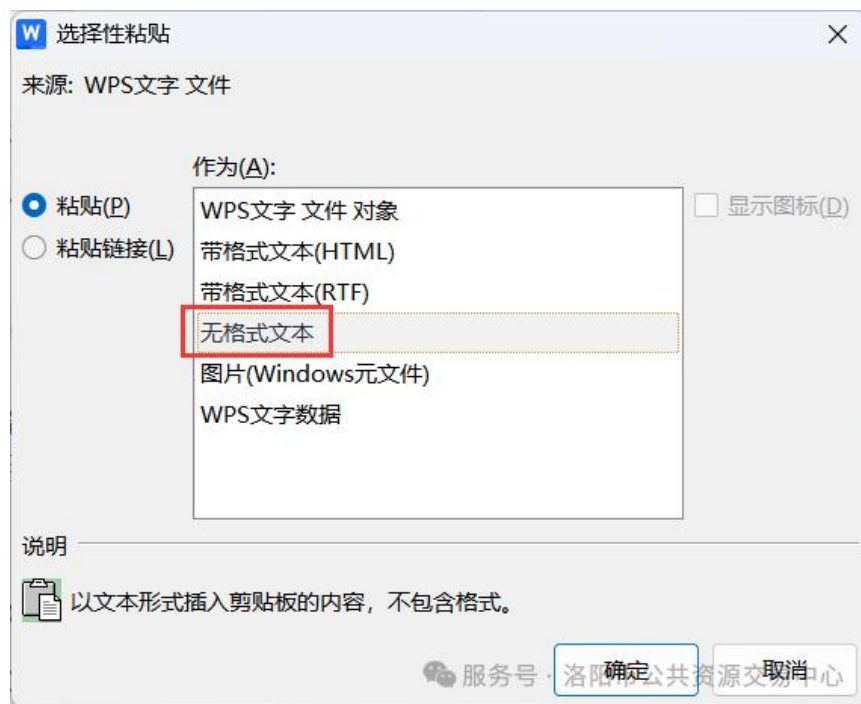 W 选择性粘贴
来源: WPS文字 文件
作为(A):
粘贴(P)
粘贴链接(L)
WPS文字 文件 对象
带格式文本(HTML)
带格式文本(RTF)
无格式文本
图片(Windows元文件)
WPS文字数据
显示图标(D)
说明
以文本形式插入剪贴板的内容，不包含格式。
确定
取消
服务号 · 洛阳市公共资源交易中心